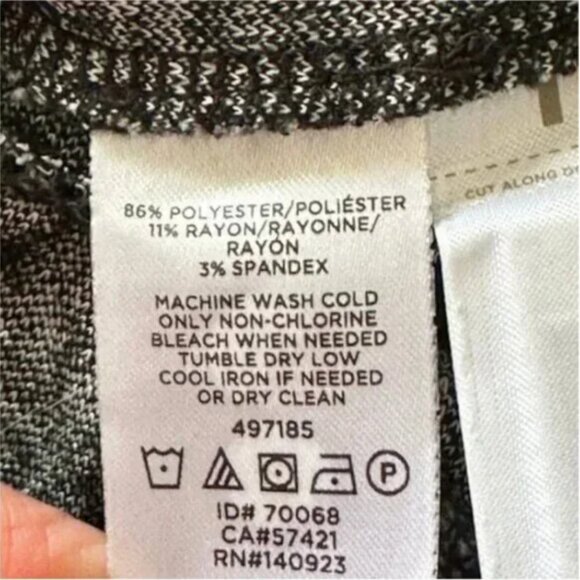 86% POLYESTER/POLIÉSTER
11% RAYON/RAYONNE/
RAYÓN
3% SPANDEX
MACHINE WASH COLD
ONLY NON-CHLORINE
BLEACH WHEN NEEDED
TUMBLE DRY LOW
COOL IRON IF NEEDED
OR DRY CLEAN
497185
P
ID# 70068
CA#57421
RN#140923
CUT ALONG